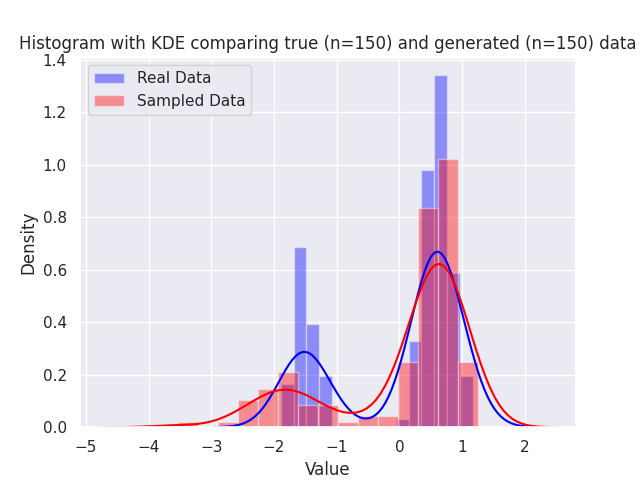 Histogram with KDE comparing true (n=150) and generated (n=150) data
Real Data
Sampled Data
Density
1.4
1.2
1.0
0.8
0.6
0.4
0.2
0.0
−5 −4 −3 −2 −1 0 1 2
Value